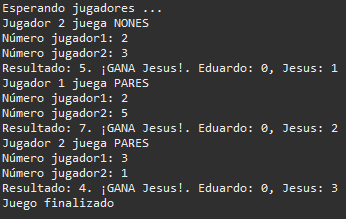 Esperando jugadores ...
Jugador 2 juega NONES
Número jugador1: 2
Número jugador2: 3
Resultado: 5. ¡GANA Jesus!. Eduardo: 0, Jesus: 1
Jugador 1 juega PARES
Número jugador1: 2
Número jugador2: 5
Resultado: 7. ¡GANA Jesus!. Eduardo: 0, Jesus: 2
Jugador 2 juega PARES
Número jugador1: 3
Número jugador2: 1
Resultado: 4. ¡GANA Jesus!. Eduardo: 0, Jesus: 3
Juego finalizado